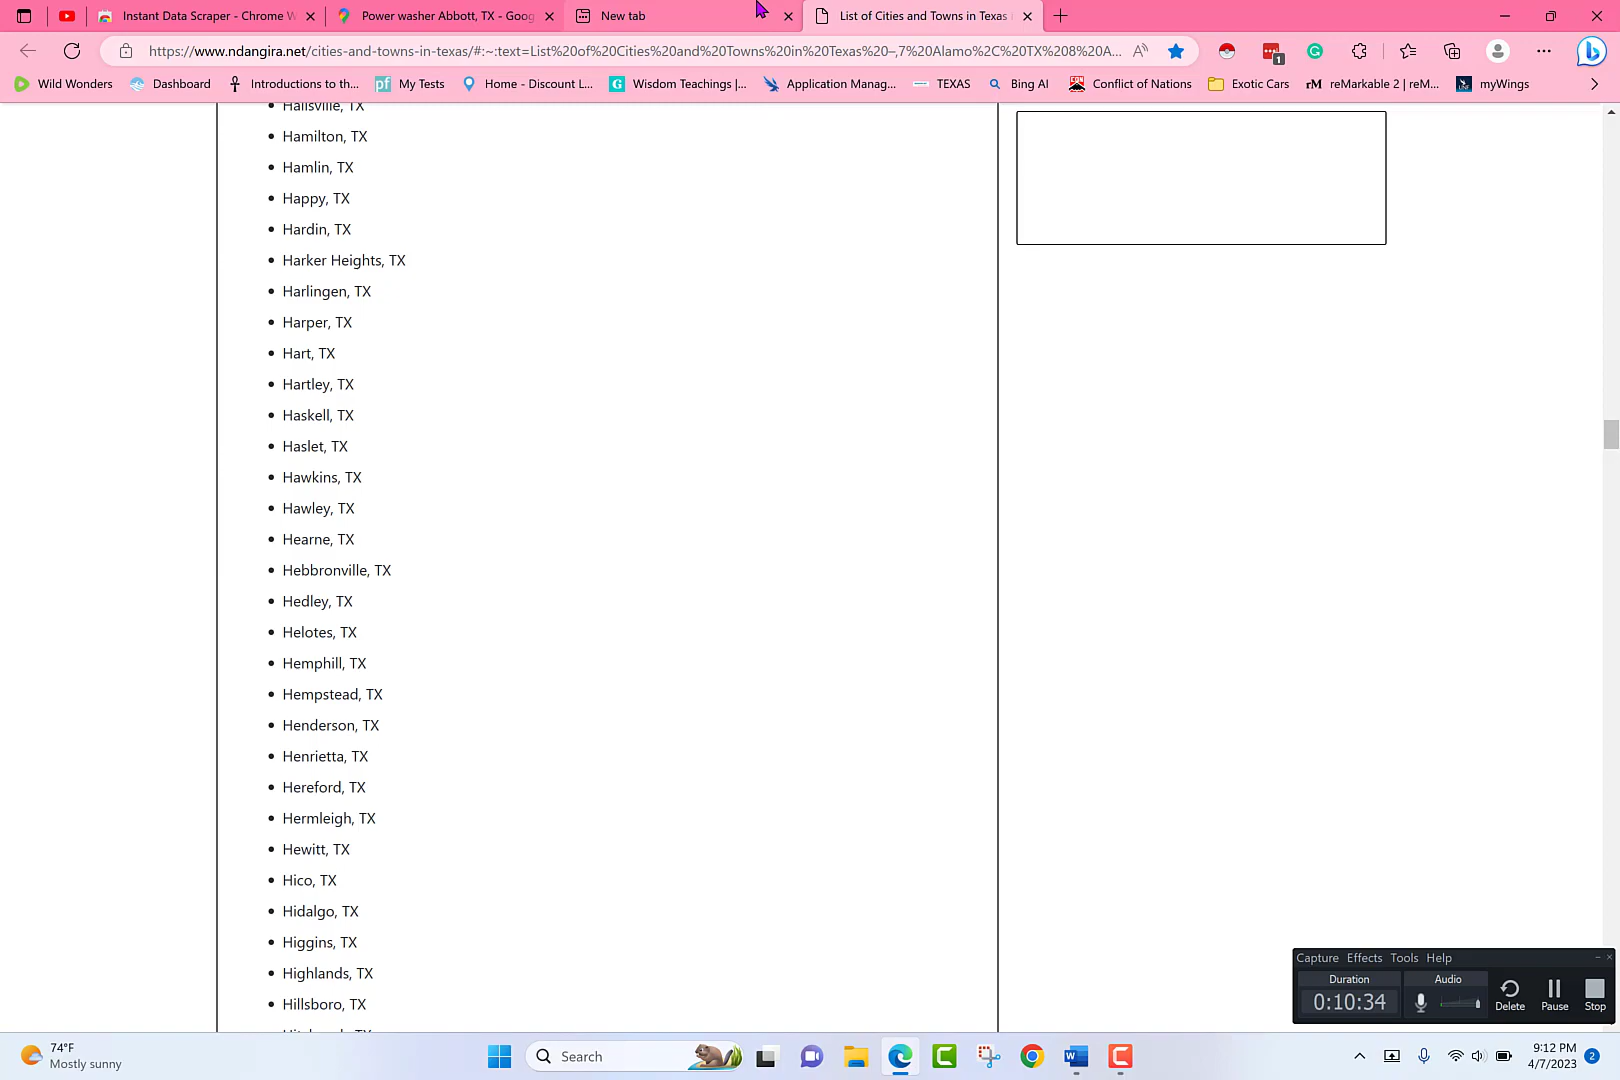 Instant Data Scraper - Chrome W
Power washer Abbott, TX - Goog
New tab
List of Cities and Towns in Texas
https://www.ndangira.net/cities-and-towns-in-texas/#:~:text=List%20of%20Cities%20and%20Towns%20in%20Texas%20–,7%20Alamo%2C%20TX%208%20A...
1
Wild Wonders
Dashboard
Introductions to th...
pf My Tests
Home - Discount L...
G Wisdom Teachings |...
Application Manag...
TEXAS
Bing AI
Conflict of Nations
Exotic Cars
rM reMarkable 2 | reM...
myWings
Hallsville, TX
Hamilton, TX
Hamlin, TX
Happy, TX
Hardin, TX
Harker Heights, TX
Harlingen, TX
Harper, TX
Hart, TX
Hartley, TX
Haskell, TX
Haslet, TX
Hawkins, TX
Hawley, TX
Hearne, TX
Hebbronville, TX
Hedley, TX
Helotes, TX
Hemphill, TX
Hempstead, TX
Henderson, TX
Henrietta, TX
Hereford, TX
Hermleigh, TX
Hewitt, TX
Hico, TX
Hidalgo, TX
Higgins, TX
Highlands, TX
Hillsboro, TX
Capture Effects Tools Help
Duration
Audio
0:10:34
Delete
Pause
Stop
74°F
Mostly sunny
Search
9:12 PM
4/7/2023
2